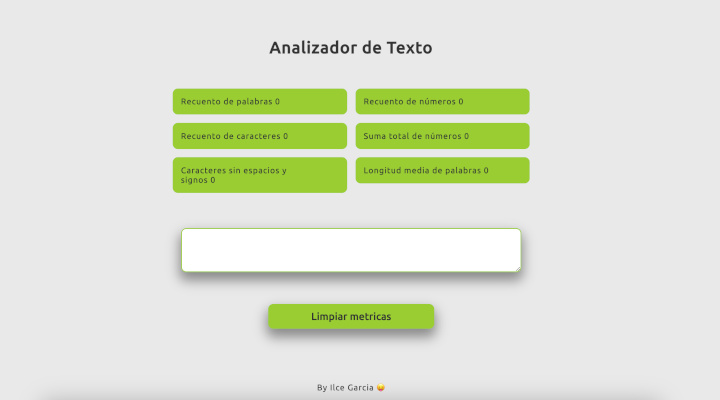 Analizador de Texto
Recuento de palabras 0
Recuento de números 0
Recuento de caracteres 0
Suma total de números 0
Caracteres sin espacios y
signos 0
Longitud media de palabras 0
Limpiar metricas
By Ilce Garcia 😝